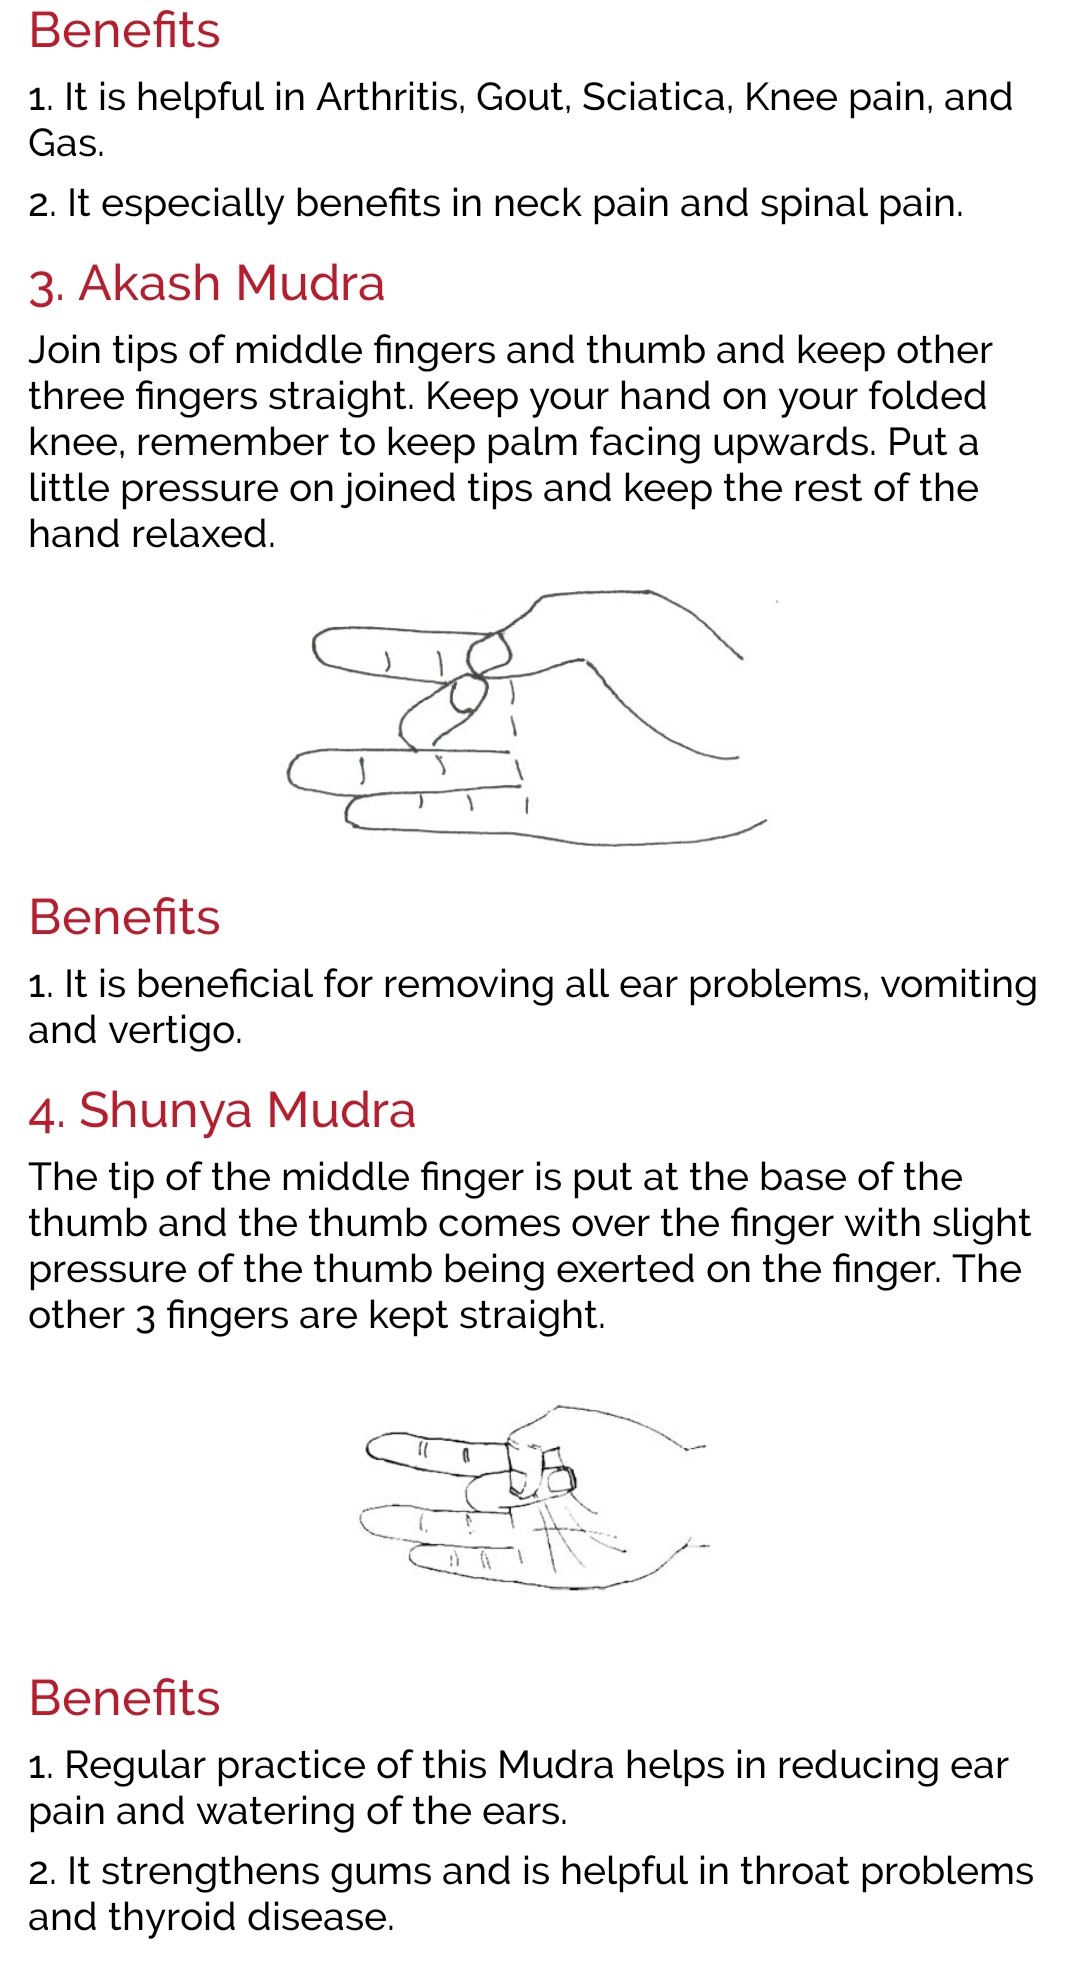 Benefits
1. It is helpful in Arthritis, Gout, Sciatica, Knee pain, and
Gas.
2. It especially benefits in neck pain and spinal pain.
3. Akash Mudra
Join tips of middle fingers and thumb and keep other
three fingers straight. Keep your hand on your folded
knee, remember to keep palm facing upwards. Put a
little pressure on joined tips and keep the rest of the
hand relaxed.
Benefits
1. It is beneficial for removing all ear problems, vomiting
and vertigo.
4. Shunya Mudra
The tip of the middle finger is put at the base of the
thumb and the thumb comes over the finger with slight
pressure of the thumb being exerted on the finger. The
other 3 fingers are kept straight.
Benefits
1. Regular practice of this Mudra helps in reducing ear
pain and watering of the ears.
2. It strengthens gums and is helpful in throat problems
and thyroid disease.